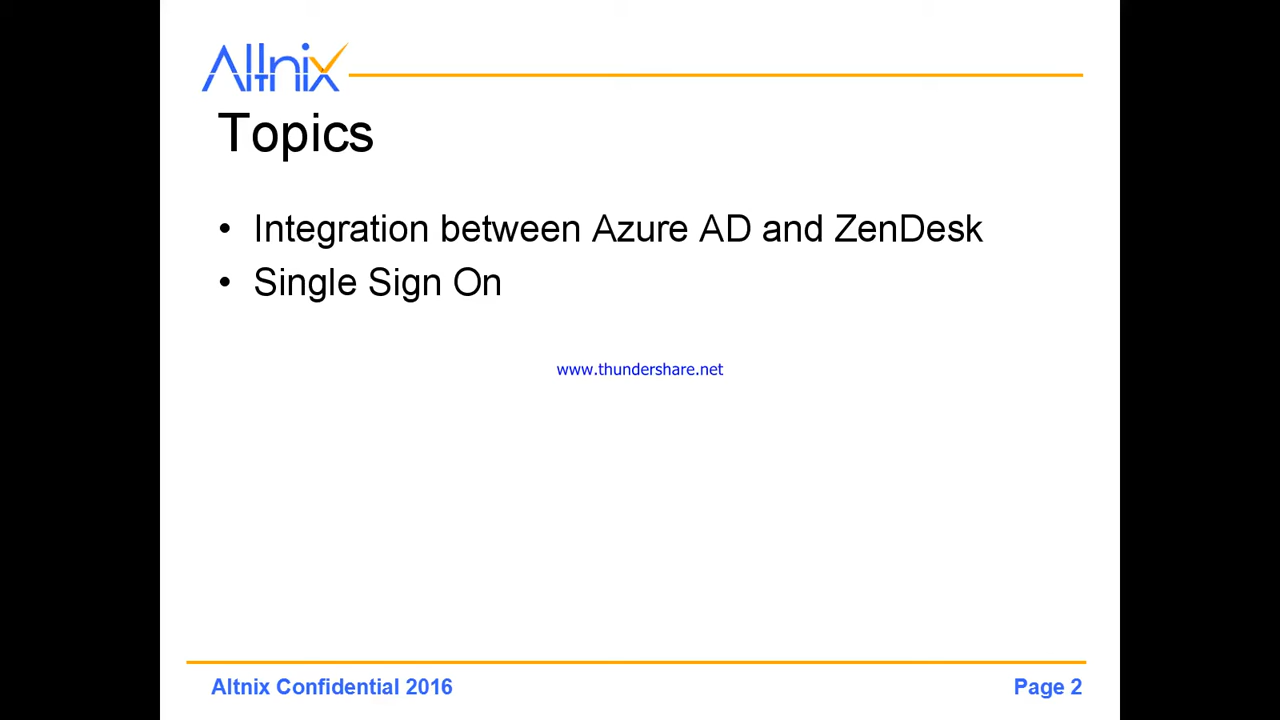 Altnix
Topics
• Integration between Azure AD and ZenDesk
• Single Sign On
www.thundershare.net
Altnix Confidential 2016
Page 2